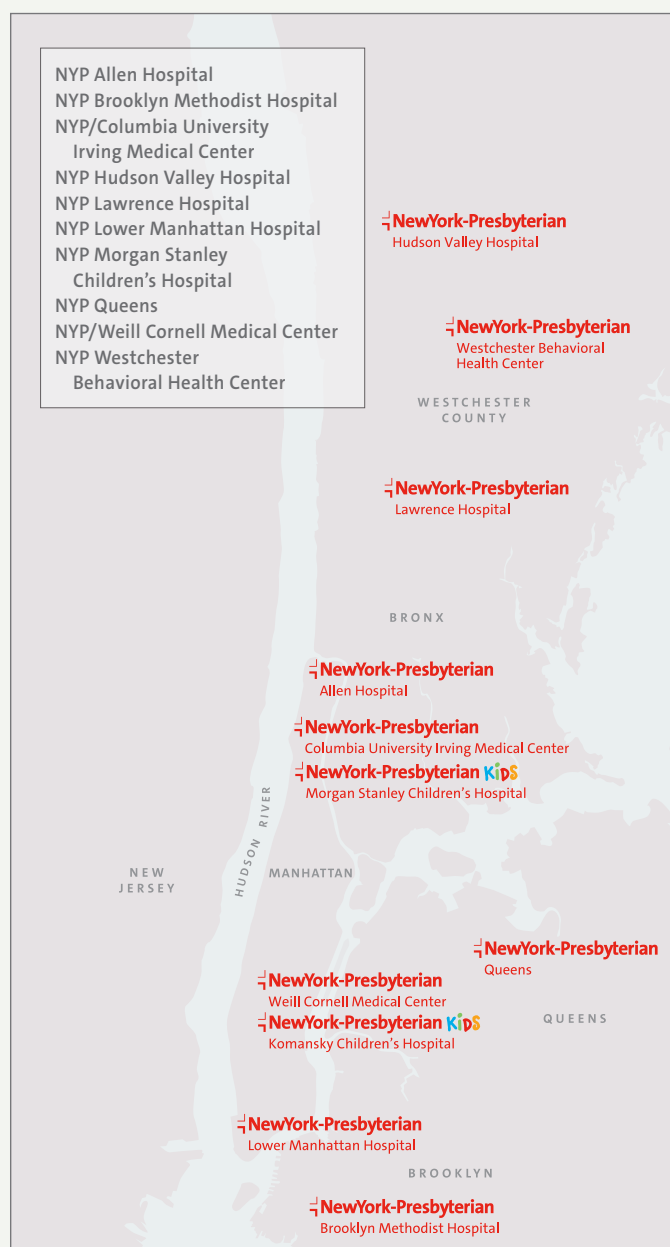 NYP Allen Hospital
NYP Brooklyn Methodist Hospital
NYP/Columbia University
Irving Medical Center
NYP Hudson Valley Hospital
NYP Lawrence Hospital
NYP Lower Manhattan Hospital
NYP Morgan Stanley
Children's Hospital
NYP Queens
NYP/Weill Cornell Medical Center
NYP Westchester
Behavioral Health Center
NewYork-Presbyterian
Hudson Valley Hospital
NewYork-Presbyterian
Westchester Behavioral
Health Center
WESTCHESTER
COUNTY
NewYork-Presbyterian
Lawrence Hospital
BRONX
NewYork-Presbyterian
Allen Hospital
NewYork-Presbyterian
Columbia University Irving Medical Center
NewYork-Presbyterian KiDS
Morgan Stanley Children's Hospital
HUDSON RIVER
NEW
JERSEY
MANHATTAN
NewYork-Presbyterian
Queens
NewYork-Presbyterian
Weill Cornell Medical Center
NewYork-Presbyterian KiDS
Komansky Children's Hospital
QUEENS
NewYork-Presbyterian
Lower Manhattan Hospital
BROOKLYN
NewYork-Presbyterian
Brooklyn Methodist Hospital